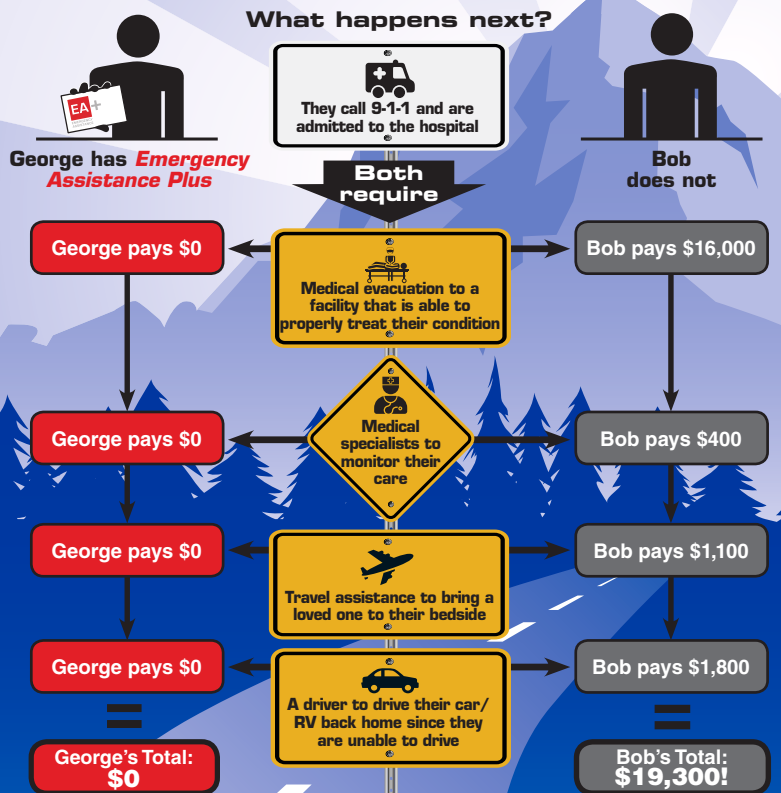 What happens next?
They call 9-1-1 and are
admitted to the hospital
EA+
George has Emergency
Assistance Plus
Bob
does not
Both
require
George pays $0
Medical evacuation to a
facility that is able to
properly treat their condition
Bob pays $16,000
George pays $0
Medical
specialists to
monitor their
care
Bob pays $400
George pays $0
Travel assistance to bring a
loved one to their bedside
Bob pays $1,100
George pays $0
A driver to drive their car/
RV back home since they
are unable to drive
Bob pays $1,800
=
=
George's Total:
$0
Bob's Total:
$19,300!